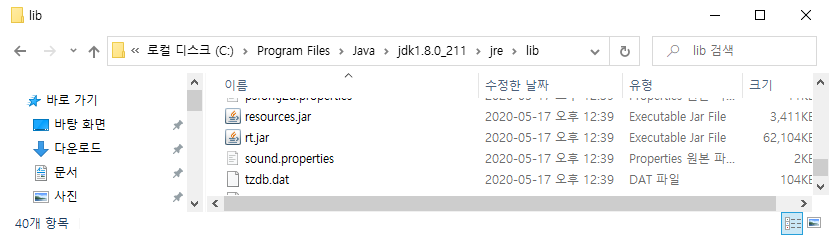 lib
« 로컬 디스크 (C:) > Program Files > Java > jdk1.8.0_211 > jre > lib
lib 검색
이름 수정한 날짜 유형 크기
바로 가기
바탕 화면
다운로드
문서
사진
resources.jar 2020-05-17 오후 12:39 Executable Jar File 3,411KB
rt.jar 2020-05-17 오후 12:39 Executable Jar File 62,104KB
sound.properties 2020-05-17 오후 12:39 Properties 원본 파... 2KB
tzdb.dat 2020-05-17 오후 12:39 DAT 파일 104KB
40개 항목